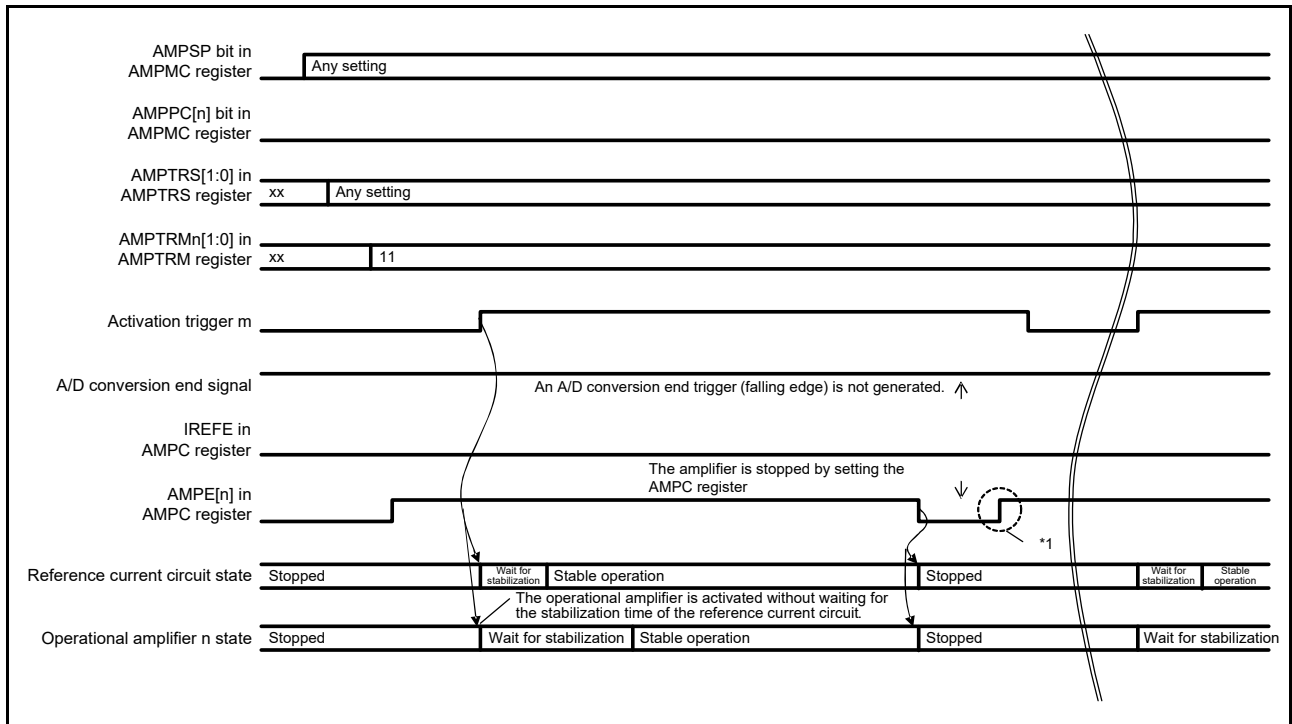 AMPSP bit in
AMPMC register
Any setting
AMPPC[n] bit in
AMPMC register
AMPTRS[1:0] in
AMPTRS register
xx
Any setting
AMPTRMn[1:0] in
AMPTRM register
xx
11
Activation trigger m
A/D conversion end signal
An A/D conversion end trigger (falling edge) is not generated.
IREFE in
AMPC register
The amplifier is stopped by setting the
AMPC register
AMPE[n] in
AMPC register
*1
Reference current circuit state
Stopped
Wait for
stabilization
Stable operation
Stopped
Wait for
stabilization
Stable
operation
The operational amplifier is activated without waiting for
the stabilization time of the reference current circuit.
Operational amplifier n state
Stopped
Wait for stabilization
Stable operation
Stopped
Wait for stabilization